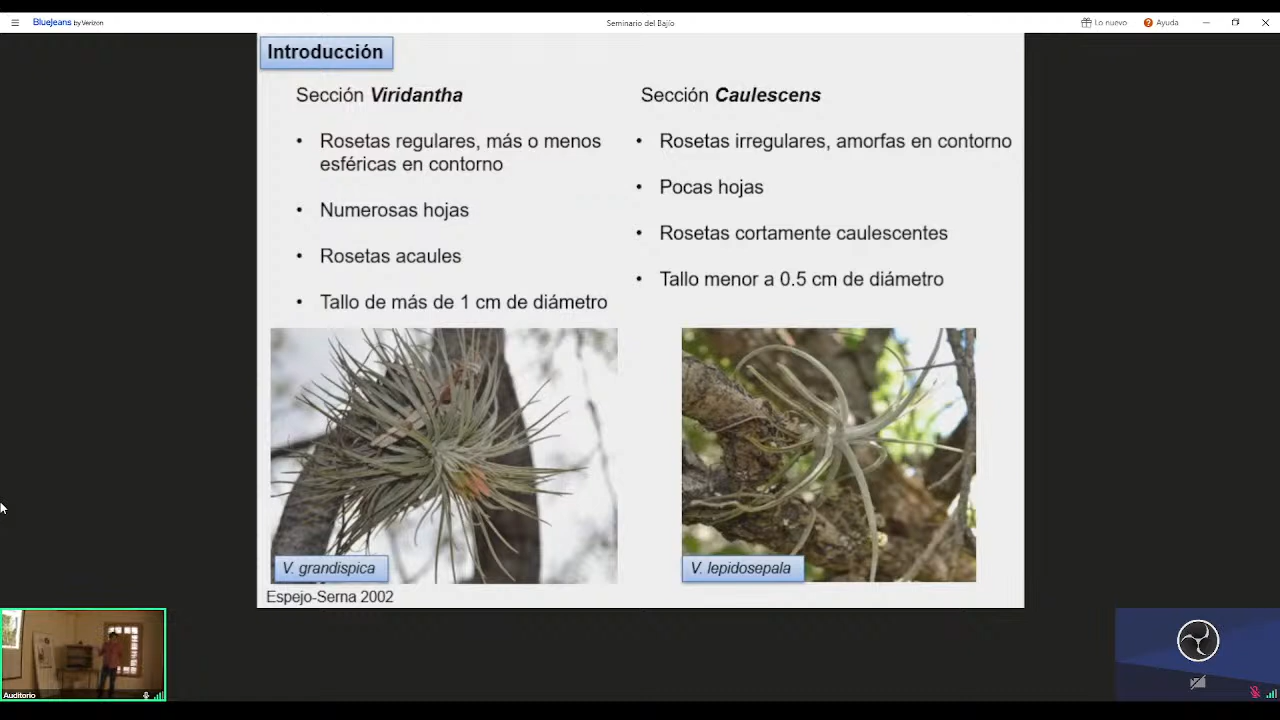 Bluejeans by Verizon
Seminario del Bajío
Lo nuevo
Ayuda
Introducción
Sección Viridantha
• Rosetas regulares, más o menos
esféricas en contorno
• Numerosas hojas
• Rosetas acaules
• Tallo de más de 1 cm de diámetro
Sección Caulescens
• Rosetas irregulares, amorfas en contorno
• Pocas hojas
• Rosetas cortamente caulescentes
• Tallo menor a 0.5 cm de diámetro
V. grandispica
V. lepidosepala
Espejo-Serna 2002
Auditorio